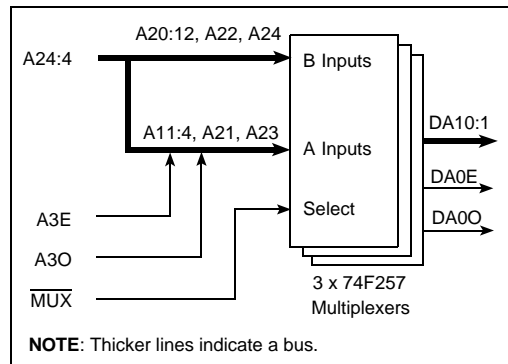 A20:12, A22, A24
A24:4
B Inputs
A11:4, A21, A23
DA10:1
A Inputs
DA0E
A3E
Select
DA0O
A3O
MUX
3 x 74F257
Multiplexers
NOTE: Thicker lines indicate a bus.